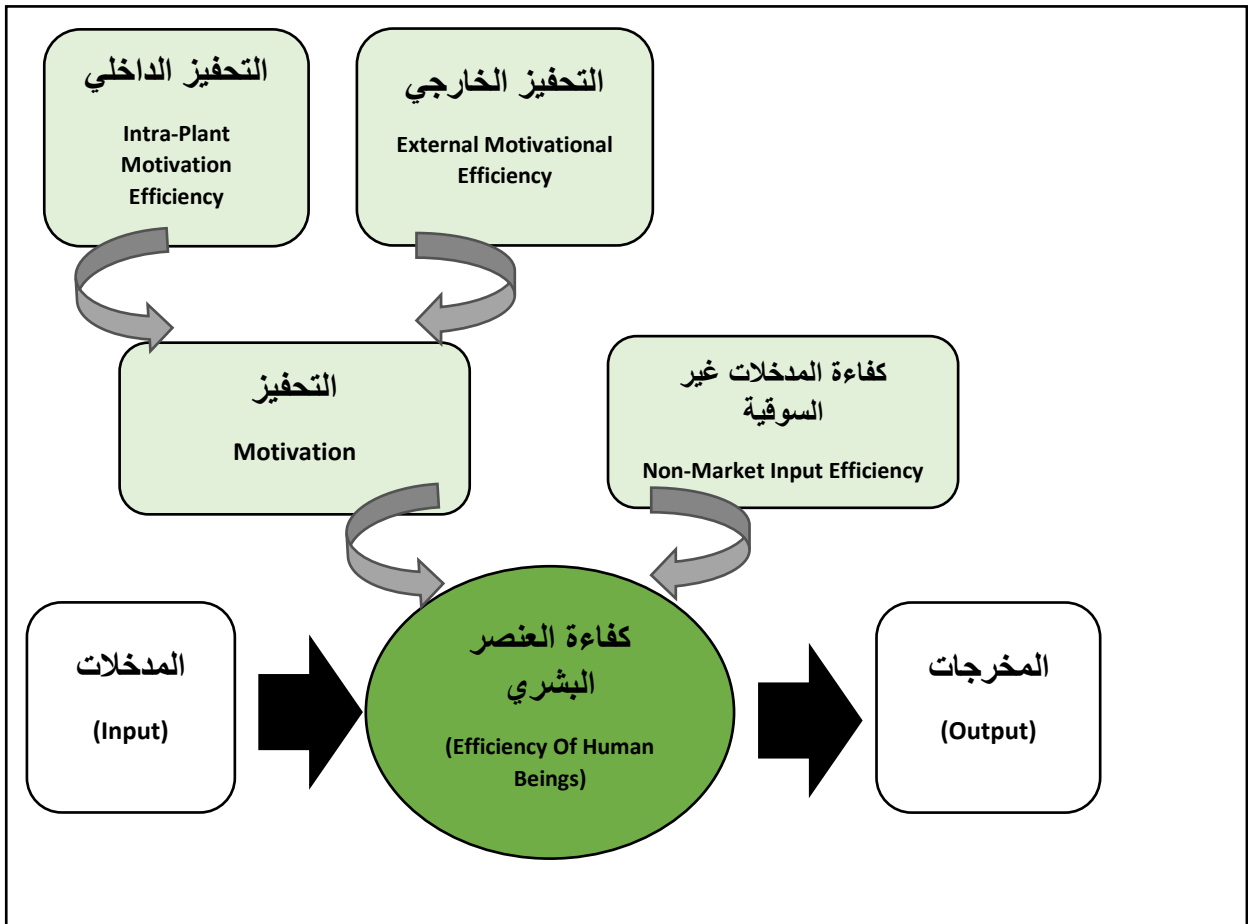 التحفيز الداخلي
Intra-Plant
Motivation
Efficiency
التحفيز الخارجي
External Motivational
Efficiency
التحفيز
Motivation
كفاءة المدخلات غير
السوقية
Non-Market Input Efficiency
المدخلات
(Input)
كفاءة العنصر
البشري
(Efficiency Of Human
Beings)
المخرجات
(Output)